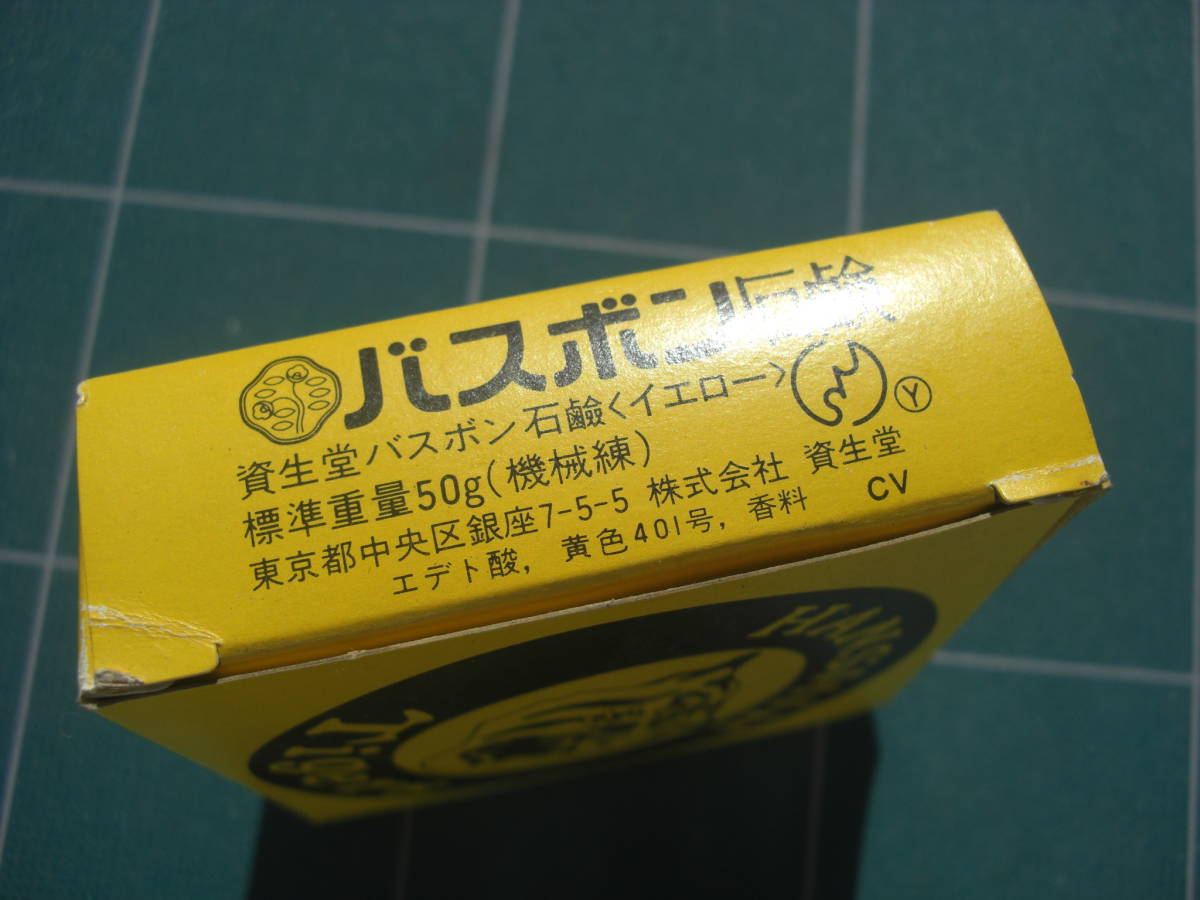 バスボン石鹸
資生堂バスボン石鹼<イエロー>
Y
標準重量50g(機械練)
東京都中央区銀座7-5-5 株式会社 資生堂
エデト酸, 黄色401号, 香料 CV
HANS
Tiger